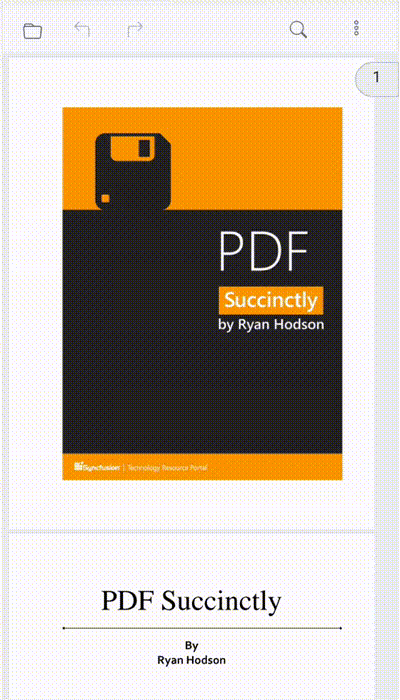 1
PDF
Succinctly
by Ryan Hodson
Syncfusion | Technology Resource Portal
PDF Succinctly
By
Ryan Hodson